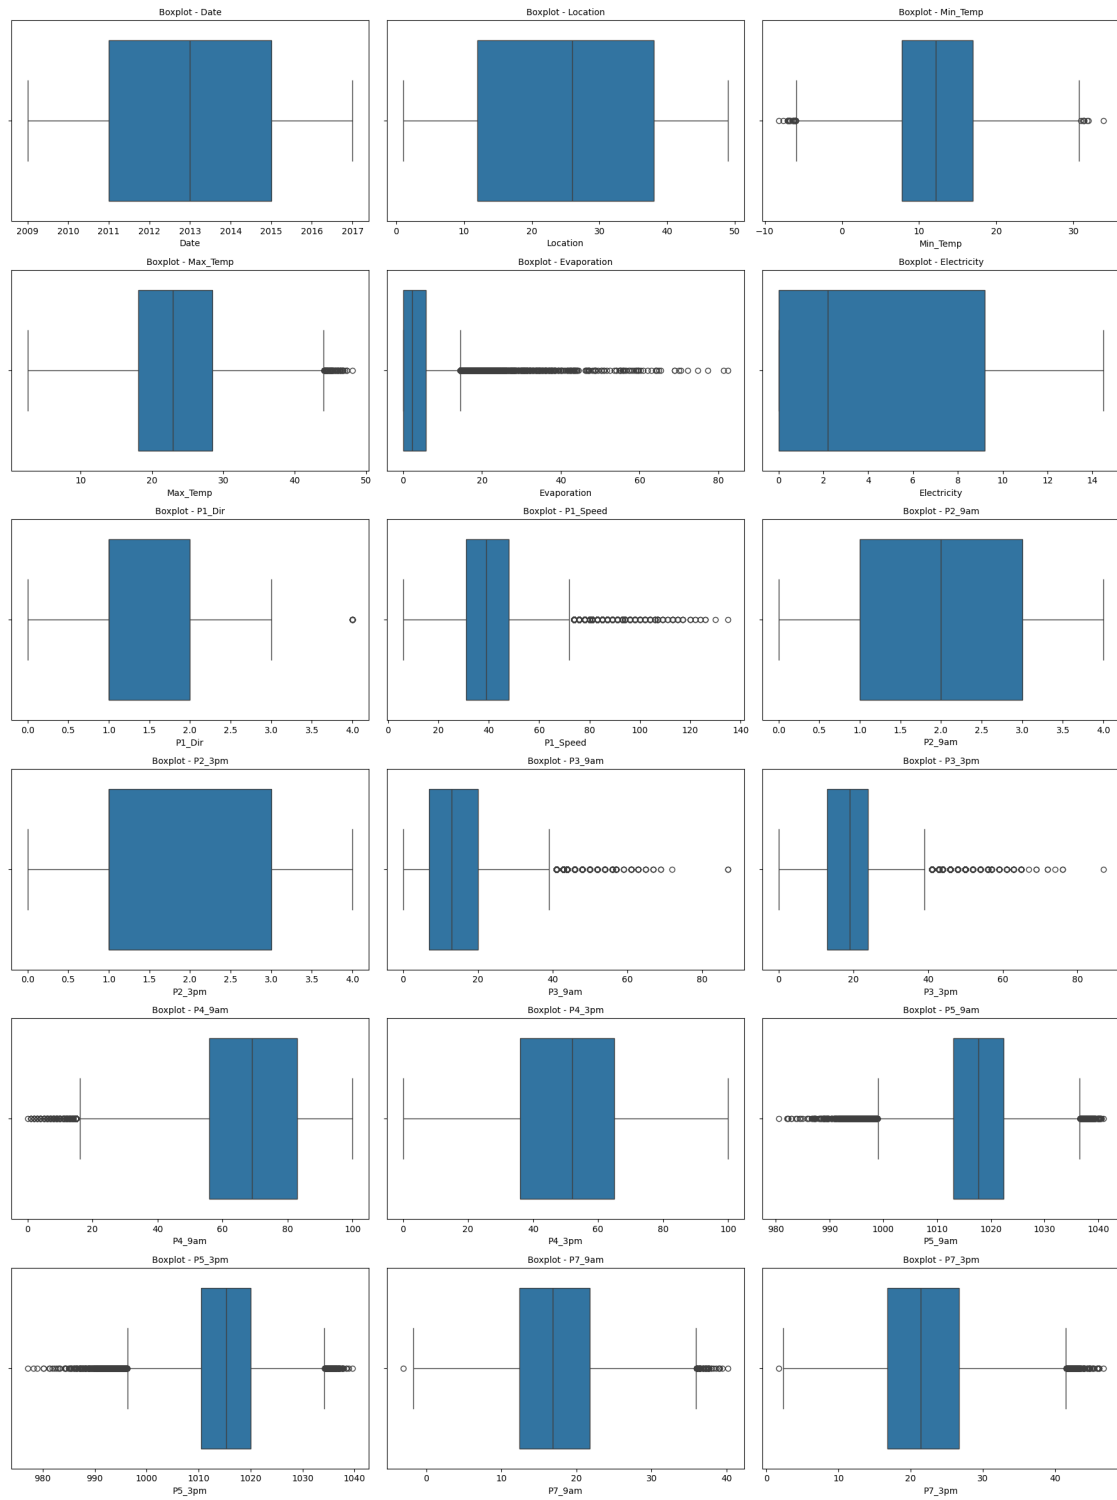 Boxplot - Date
Boxplot - Location
Boxplot - Min_Temp
2009 2010 2011 2012 2013 2014 2015 2016 2017
0 10 20 30 40 50
−10 0 10 20 30
Date
Location
Min_Temp
Boxplot - Max_Temp
Boxplot - Evaporation
Boxplot - Electricity
10 20 30 40 50
0 20 40 60 80
0 2 4 6 8 10 12 14
Max_Temp
Evaporation
Electricity
Boxplot - P1_Dir
Boxplot - P1_Speed
Boxplot - P2_9am
0.0 0.5 1.0 1.5 2.0 2.5 3.0 3.5 4.0
0 20 40 60 80 100 120 140
0.0 0.5 1.0 1.5 2.0 2.5 3.0 3.5 4.0
P1_Dir
P1_Speed
P2_9am
Boxplot - P2_3pm
Boxplot - P3_9am
Boxplot - P3_3pm
0.0 0.5 1.0 1.5 2.0 2.5 3.0 3.5 4.0
0 20 40 60 80
0 20 40 60 80
P2_3pm
P3_9am
P3_3pm
Boxplot - P4_9am
Boxplot - P4_3pm
Boxplot - P5_9am
0 20 40 60 80 100
0 20 40 60 80 100
980 990 1000 1010 1020 1030 1040
P4_9am
P4_3pm
P5_9am
Boxplot - P5_3pm
Boxplot - P7_9am
Boxplot - P7_3pm
980 990 1000 1010 1020 1030 1040
0 10 20 30 40
0 10 20 30 40
P5_3pm
P7_9am
P7_3pm